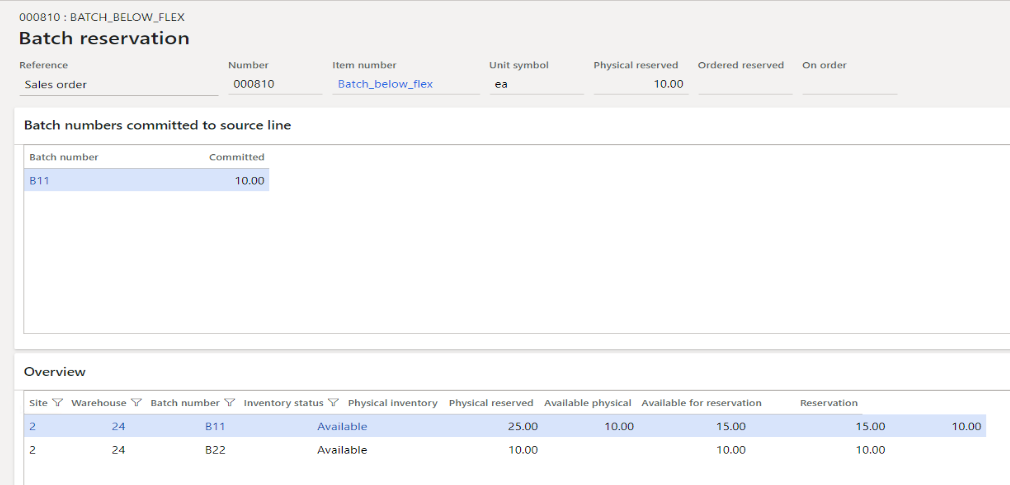 000810 : BATCH_BELOW_FLEX
Batch reservation
Reference Number Item number Unit symbol Physical reserved Ordered reserved On order
Sales order 000810 Batch_below_flex ea 10.00
Batch numbers committed to source line
Batch number Committed
B11 10.00
Overview
Site Warehouse Batch number Inventory status Physical inventory Physical reserved Available physical Available for reservation Reservation
2 24 B11 Available 25.00 10.00 15.00 15.00 10.00
2 24 B22 Available 10.00 10.00 10.00